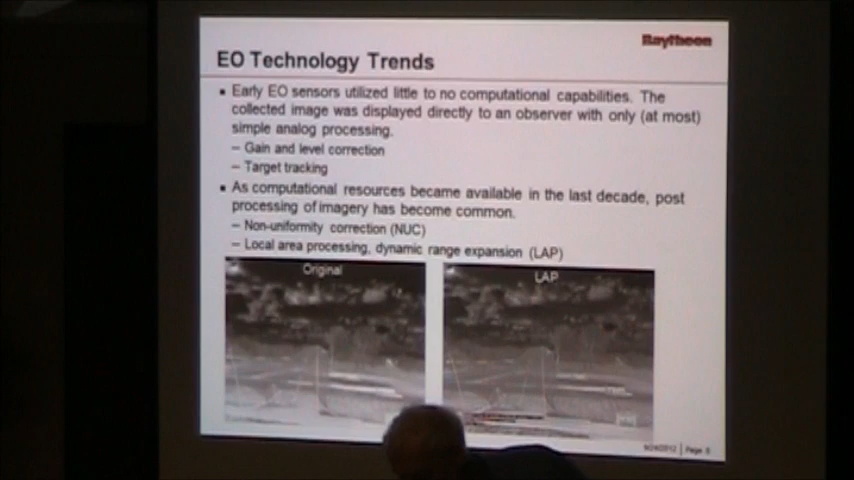 Raytheon
EO Technology Trends
▪ Early EO sensors utilized little to no computational capabilities. The
collected image was displayed directly to an observer with only (at most)
simple analog processing.
– Gain and level correction
– Target tracking
▪ As computational resources became available in the last decade, post
processing of imagery has become common.
– Non-uniformity correction (NUC)
– Local area processing, dynamic range expansion (LAP)
Original
LAP
Page